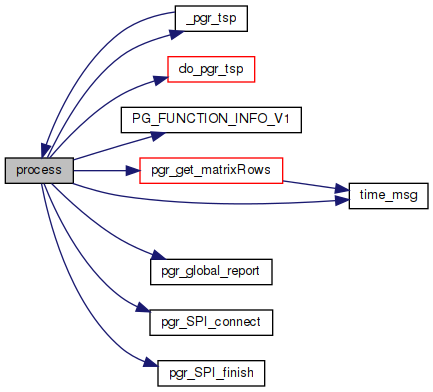 _pgr_tsp
do_pgr_tsp
PG_FUNCTION_INFO_V1
process
pgr_get_matrixRows
time_msg
pgr_global_report
pgr_SPI_connect
pgr_SPI_finish